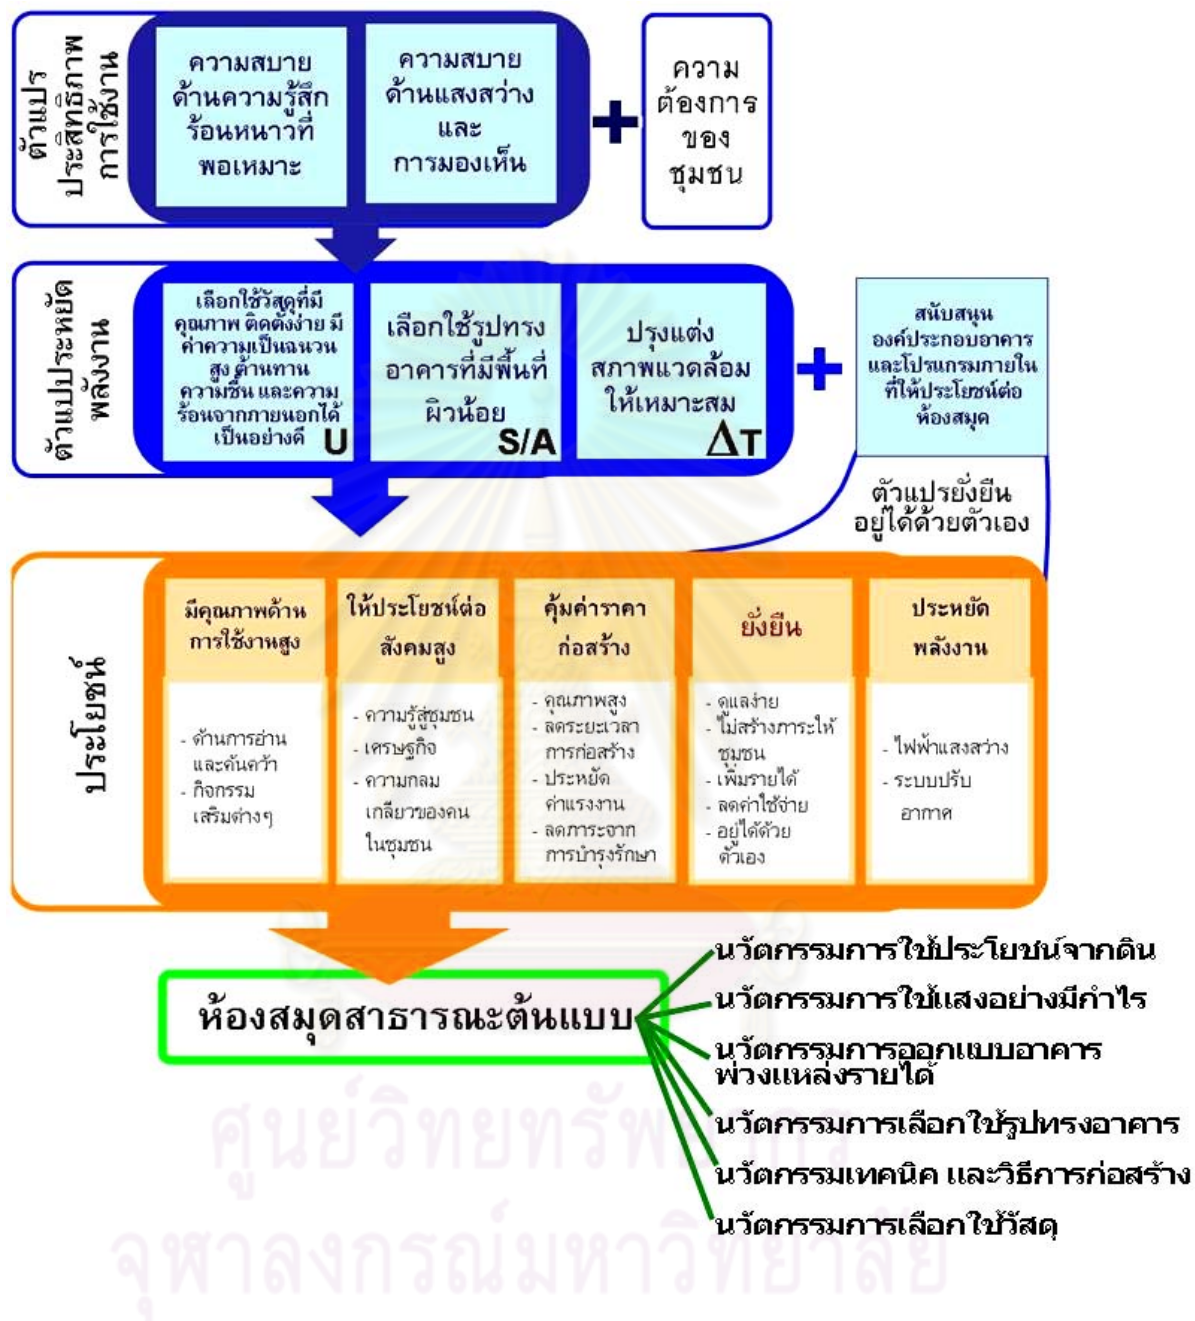 ตัวแปร
ประสิทธิภาพ
การใช้งาน
ความสบาย
ด้านความรู้สึก
ร้อนหนาวที่
พอเหมาะ
ความสบาย
ด้านแสงสว่าง
และ
การมองเห็น
+
ความ
ต้องการ
ของ
ชุมชน
ตัวแปประหยัด
พลังงาน
เลือกใช้วัสดุที่มี
คุณภาพ ติดตั้งง่าย มี
ค่าความเป็นฉนวน
สูง ต้านทาน
ความชื้น และความ
ร้อนจากภายนอกได้
เป็นอย่างดี
U
เลือกใช้รูปทรง
อาคารที่มีพื้นที่
ผิวน้อย
S/A
ปรุงแต่ง
สภาพแวดล้อม
ให้เหมาะสม
ΔT
+
สนับสนุน
องค์ประกอบอาคาร
และโปรแกรมภายใน
ที่ให้ประโยชน์ต่อ
ห้องสมุด
ตัวแปรยั่งยืน
อยู่ได้ด้วยตัวเอง
ประโยชน์
มีคุณภาพด้าน
การใช้งานสูง
- ด้านการอ่าน
และค้นคว้า
- กิจกรรม
เสริมต่างๆ
ให้ประโยชน์ต่อ
สังคมสูง
- ความรู้สู่ชุมชน
- เศรษฐกิจ
- ความกลม
เกลียวของคน
ในชุมชน
คุ้มค่าราคา
ก่อสร้าง
- คุณภาพสูง
- ลดระยะเวลา
การก่อสร้าง
- ประหยัด
ค่าแรงงาน
- ลดภาระจาก
การบำรุงรักษา
ยั่งยืน
- ดูแลง่าย
- ไม่สร้างภาระให้
ชุมชน
- เพิ่มรายได้
- ลดค่าใช้จ่าย
- อยู่ได้ด้วย
ตัวเอง
ประหยัด
พลังงาน
- ไฟฟ้าแสงสว่าง
- ระบบปรับ
อากาศ
ห้องสมุดสาธารณะต้นแบบ
นวัตกรรมการใช้ประโยชน์จากดิน
นวัตกรรมการใช้แสงอย่างมีกำไร
นวัตกรรมการออกแบบอาคาร
พ่วงแหล่งรายได้
นวัตกรรมการเลือกใช้รูปทรงอาคาร
นวัตกรรมเทคนิค และวิธีการก่อสร้าง
นวัตกรรมการเลือกใช้วัสดุ
ศูนย์วิทยทรัพยากร
จุฬาลงกรณ์มหาวิทยาลัย